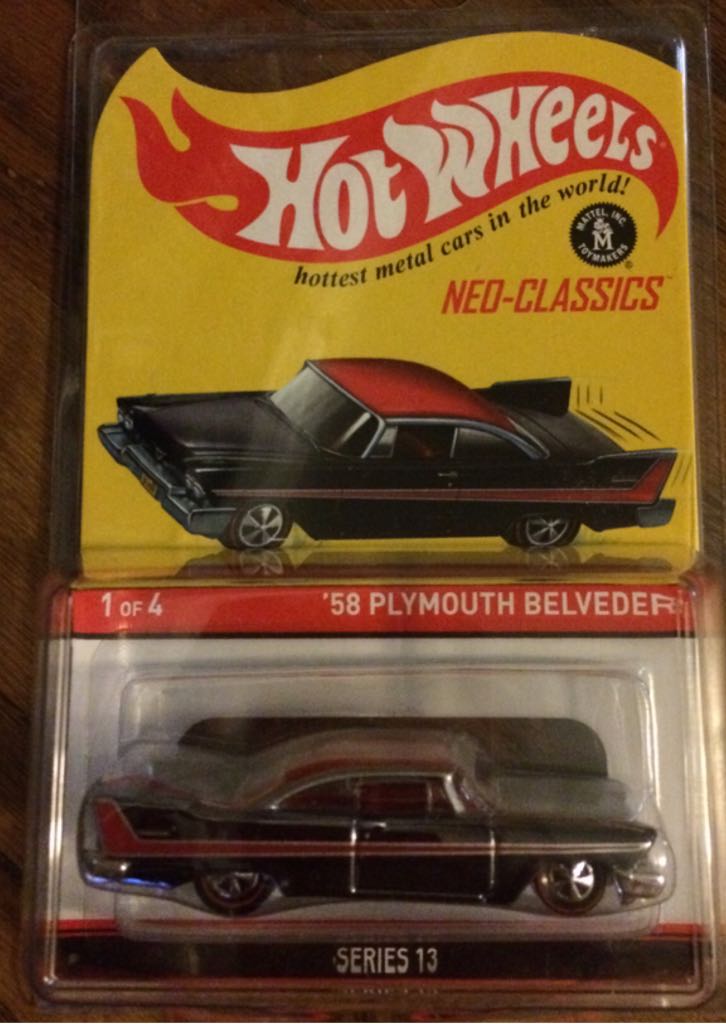 HOT WHEELS
hottest metal cars in the world!
MATTEL, INC.
M
TOYMAKERS
NEO-CLASSICS™
1 OF 4
'58 PLYMOUTH BELVEDER
SERIES 13